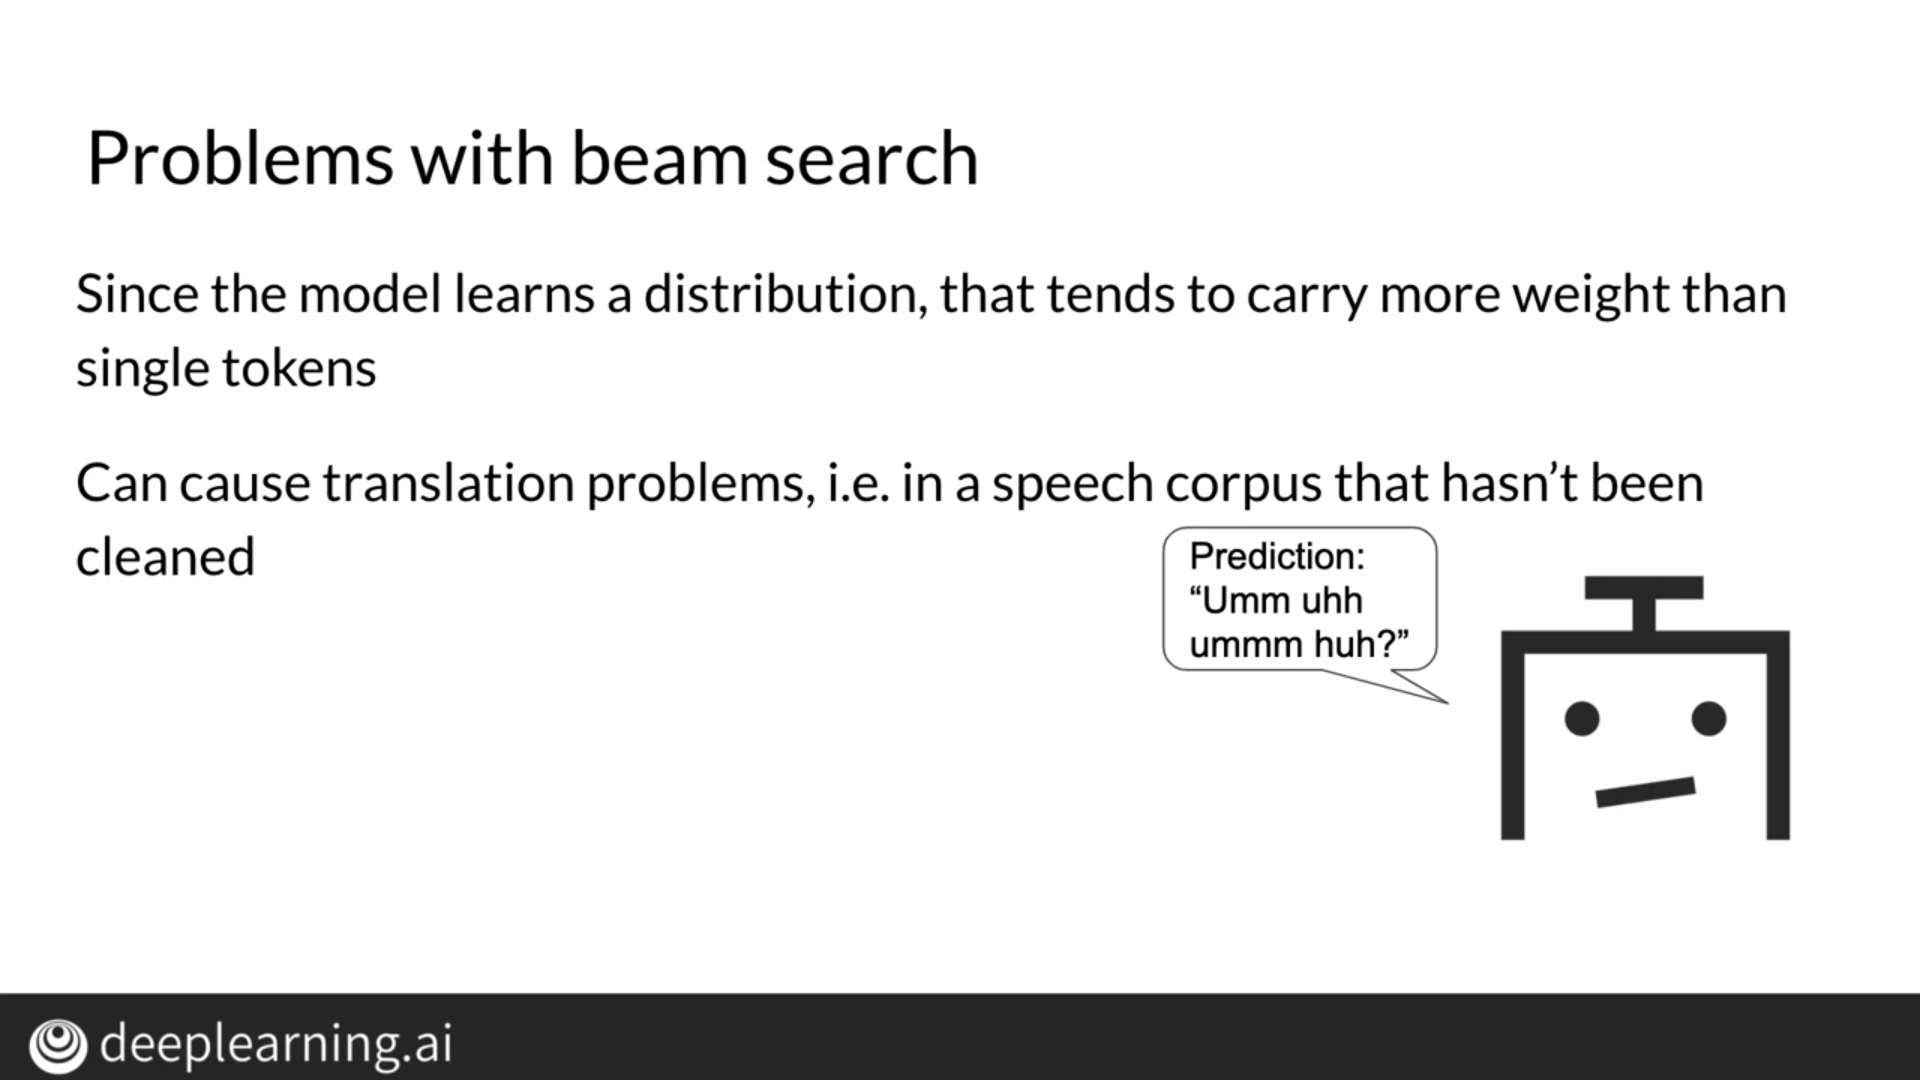 Problems with beam search
Since the model learns a distribution, that tends to carry more weight than
single tokens
Can cause translation problems, i.e. in a speech corpus that hasn’t been
cleaned
Prediction:
“Umm uhh
ummm huh?”
deeplearning.ai